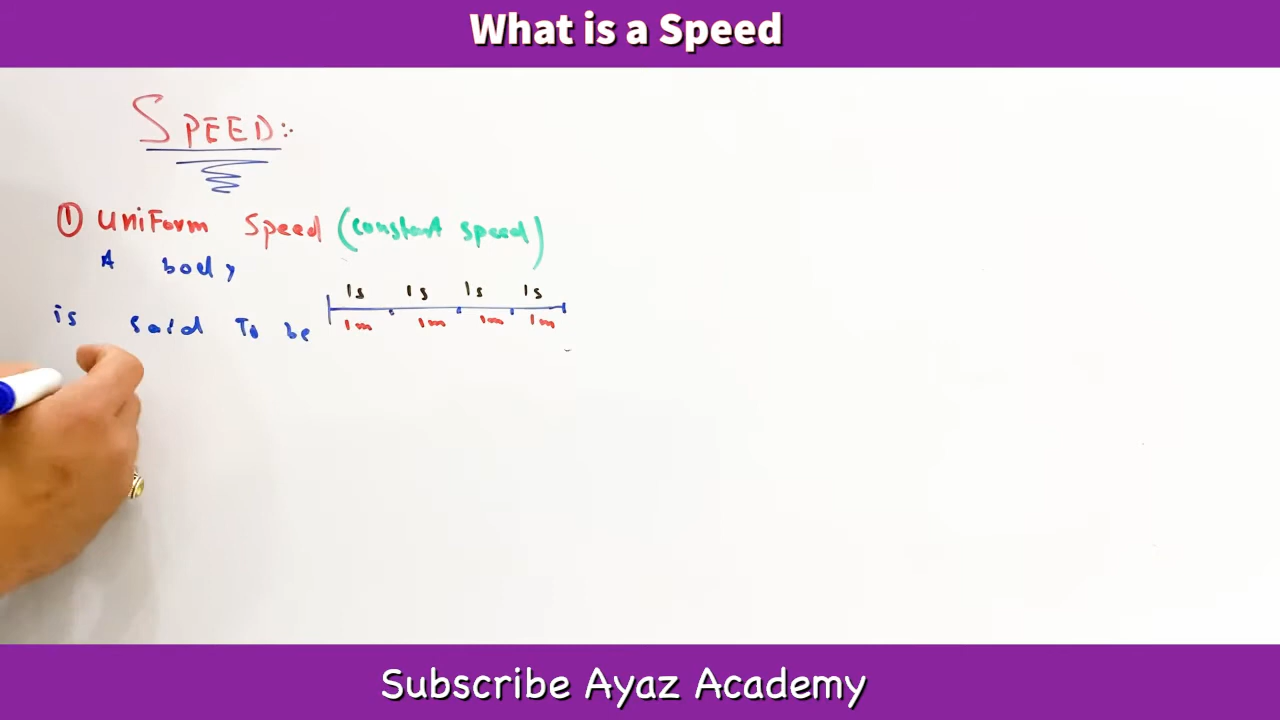 What is a Speed
SPEED:
① Uniform Speed (constant speed)
A body
1s 1s 1s 1s
is said To be
1m 1m 1m 1m
Subscribe Ayaz Academy